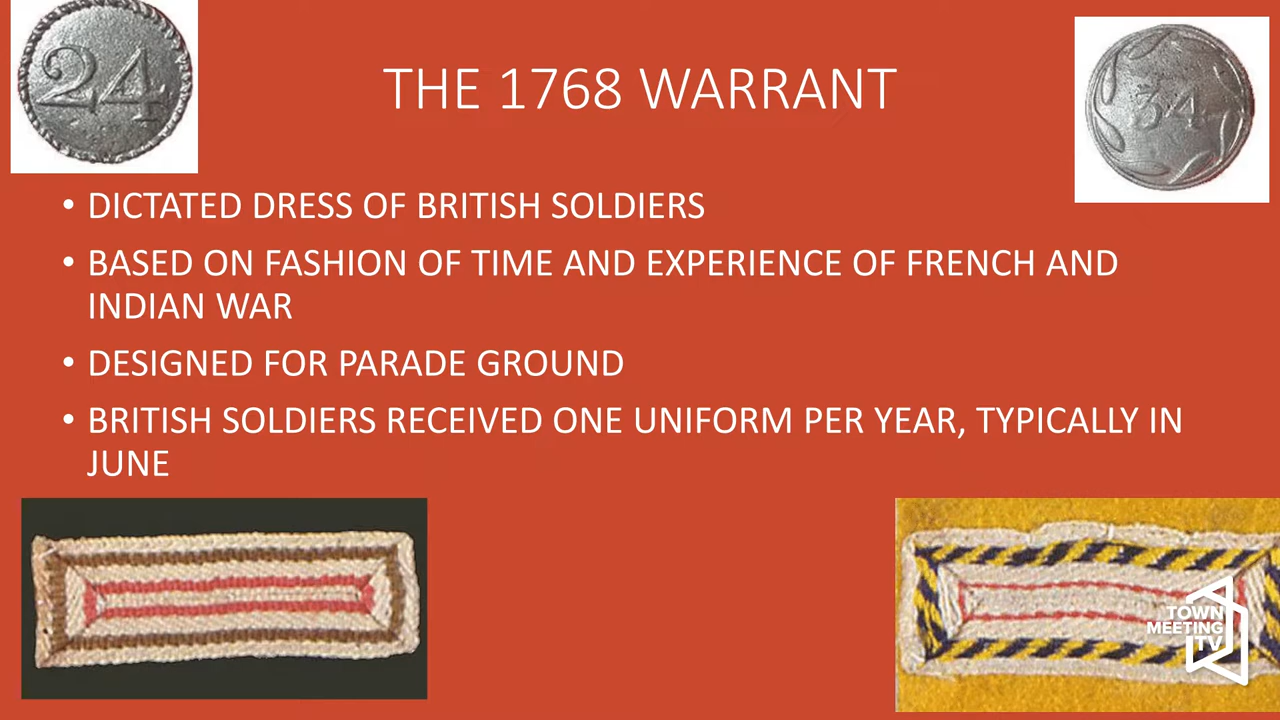 24
THE 1768 WARRANT
34
• DICTATED DRESS OF BRITISH SOLDIERS
• BASED ON FASHION OF TIME AND EXPERIENCE OF FRENCH AND
INDIAN WAR
• DESIGNED FOR PARADE GROUND
• BRITISH SOLDIERS RECEIVED ONE UNIFORM PER YEAR, TYPICALLY IN
JUNE
TOWN
MEETING
TV